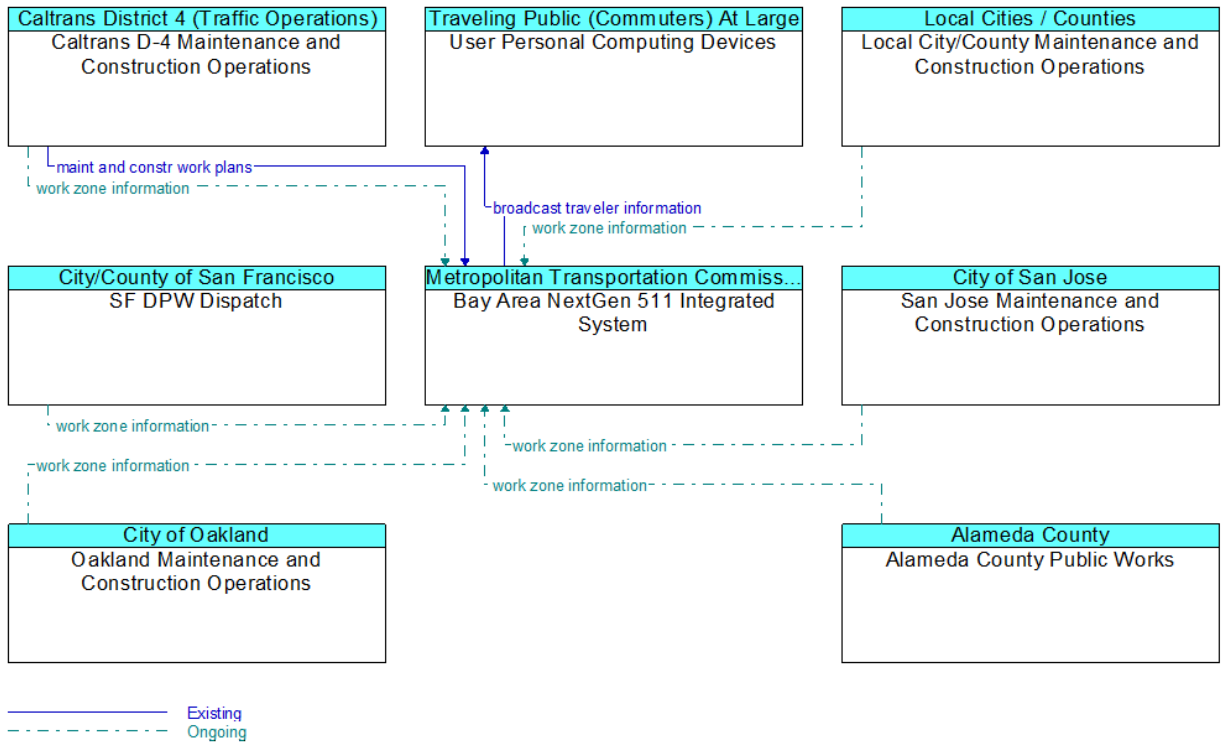 Caltrans District 4 (Traffic Operations)
Caltrans D-4 Maintenance and
Construction Operations
Traveling Public (Commuters) At Large
User Personal Computing Devices
Local Cities / Counties
Local City/County Maintenance and
Construction Operations
maint and constr work plans
work zone information
broadcast traveler information
work zone information
City/County of San Francisco
SF DPW Dispatch
Metropolitan Transportation Commiss...
Bay Area NextGen 511 Integrated
System
City of San Jose
San Jose Maintenance and
Construction Operations
work zone information
work zone information
work zone information
work zone information
City of Oakland
Oakland Maintenance and
Construction Operations
Alameda County
Alameda County Public Works
Existing
Ongoing